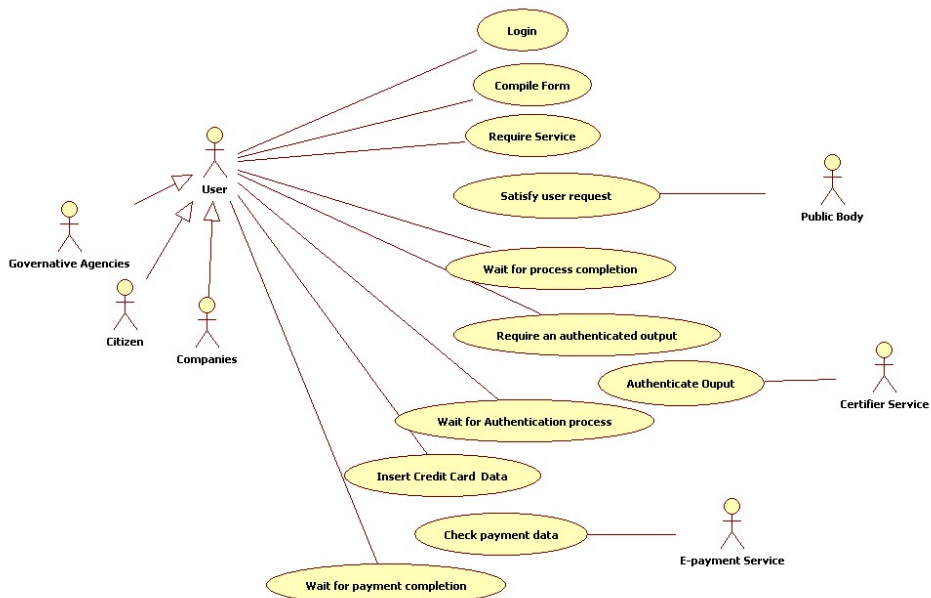 Login
Compile Form
Require Service
User
Satisfy user request
Public Body
Governative Agencies
Wait for process completion
Citizen
Companies
Require an authenticated output
Authenticate Ouput
Certifier Service
Wait for Authentication process
Insert Credit Card Data
Check payment data
E-payment Service
Wait for payment completion